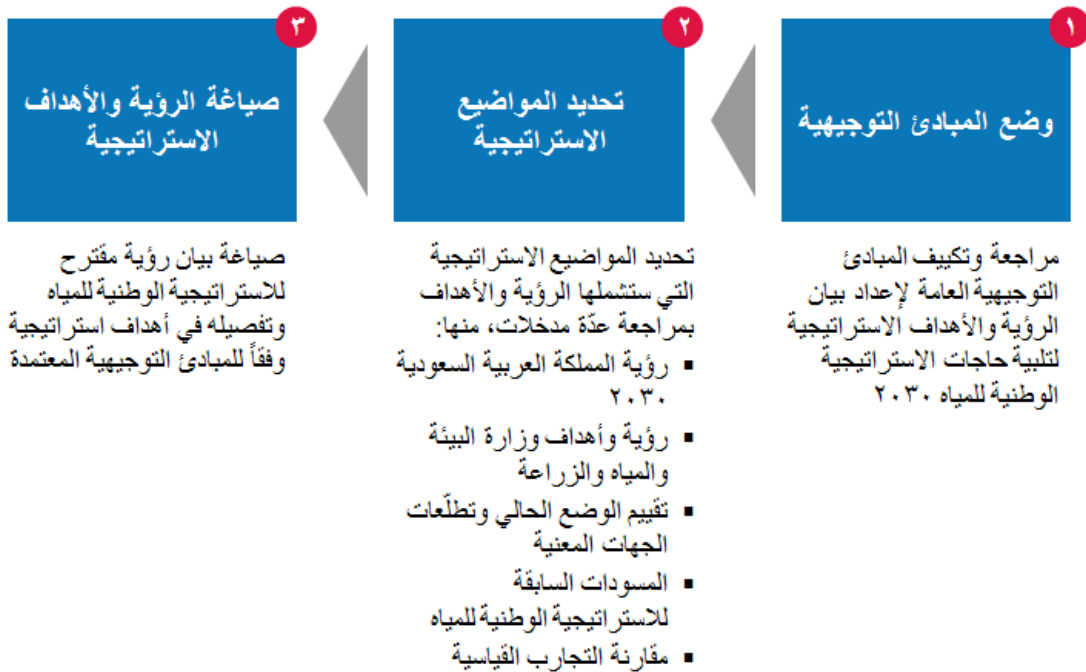 ١
وضع المبادئ التوجيهية
مراجعة وتكييف المبادئ
التوجيهية العامة لإعداد بيان
الرؤية والأهداف الاستراتيجية
لتلبية حاجات الاستراتيجية
الوطنية للمياه ٢٠٣٠
٢
تحديد المواضيع
الاستراتيجية
تحديد المواضيع الاستراتيجية
التي ستشملها الرؤية والأهداف
بمراجعة عدّة مدخلات، منها:
▪ رؤية المملكة العربية السعودية
٢٠٣٠
▪ رؤية وأهداف وزارة البيئة
والمياه والزراعة
▪ تقييم الوضع الحالي وتطلّعات
الجهات المعنية
▪ المسودات السابقة
للاستراتيجية الوطنية للمياه
▪ مقارنة التجارب القياسية
٣
صياغة الرؤية والأهداف
الاستراتيجية
صياغة بيان رؤية مقترح
للاستراتيجية الوطنية للمياه
وتفصيله في أهداف استراتيجية
وفقاً للمبادئ التوجيهية المعتمدة